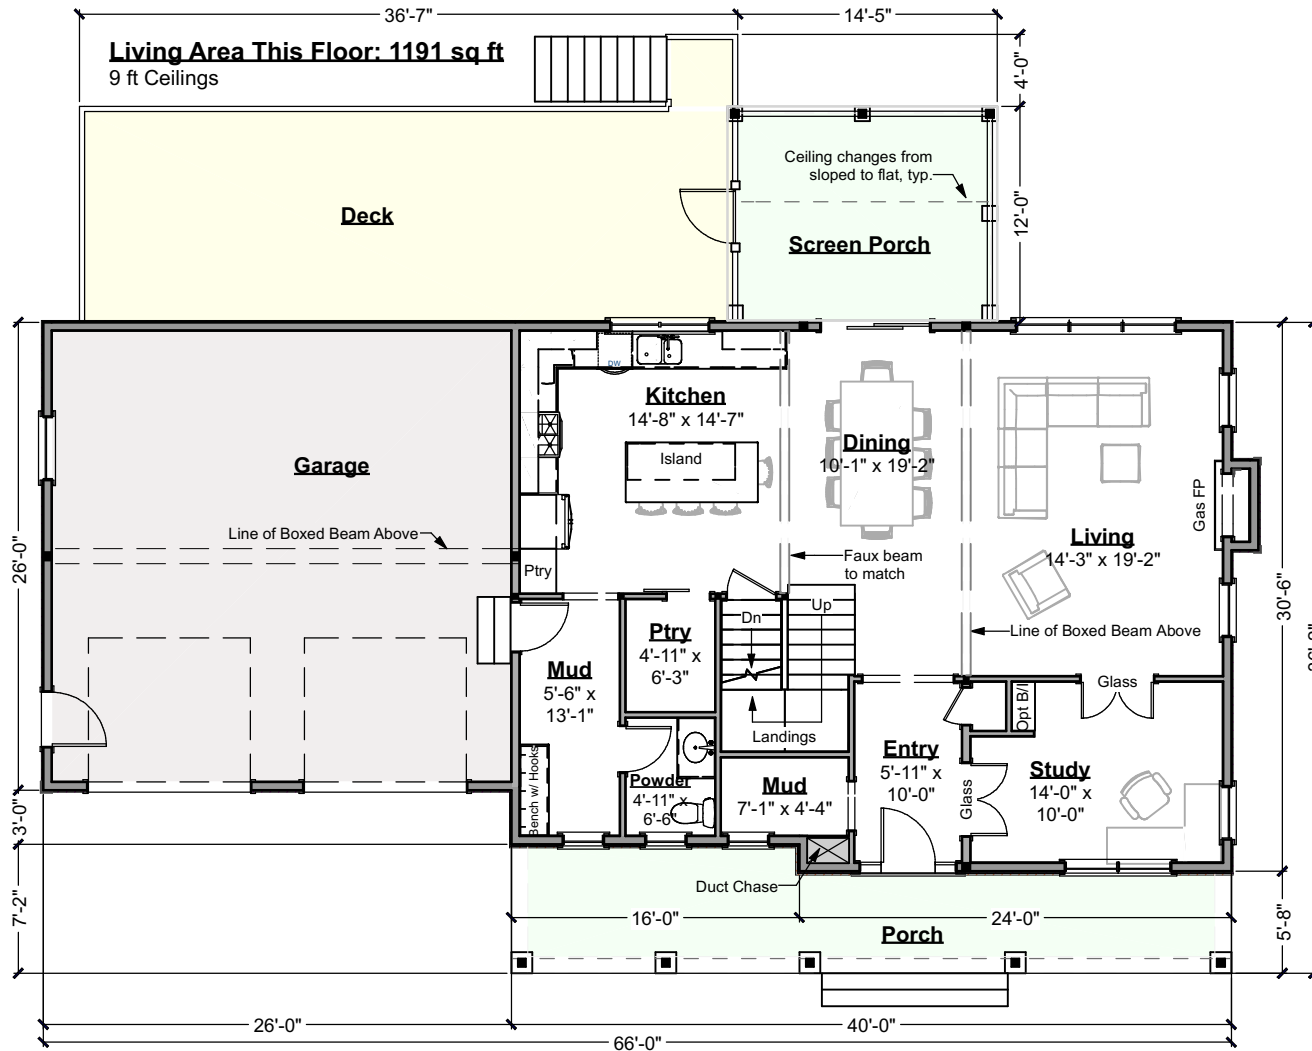 36'-7"
14'-5"
Living Area This Floor: 1191 sq ft
9 ft Ceilings
4'-0"
Ceiling changes from
sloped to flat, typ.
12'-0"
Deck
Screen Porch
DW
Kitchen
14'-8" x 14'-7"
Dining
10'-1" x 19'-2"
Island
Garage
Gas FP
Line of Boxed Beam Above
Living
14'-3" x 19'-2"
Faux beam
to match
26'-0"
30'-6"
Ptry
Up
Dn
Ptry
4'-11" x
6'-3"
Line of Boxed Beam Above
Mud
5'-6" x
13'-1"
Glass
Opt B/I
Landings
Entry
5'-11" x
10'-0"
Study
14'-0" x
10'-0"
Glass
Powder
4'-11" x
6'-6"
Mud
7'-1" x 4'-4"
Bench w/ Hooks
3'-0"
Duct Chase
7'-2"
16'-0"
24'-0"
5'-8"
Porch
26'-0"
40'-0"
66'-0"